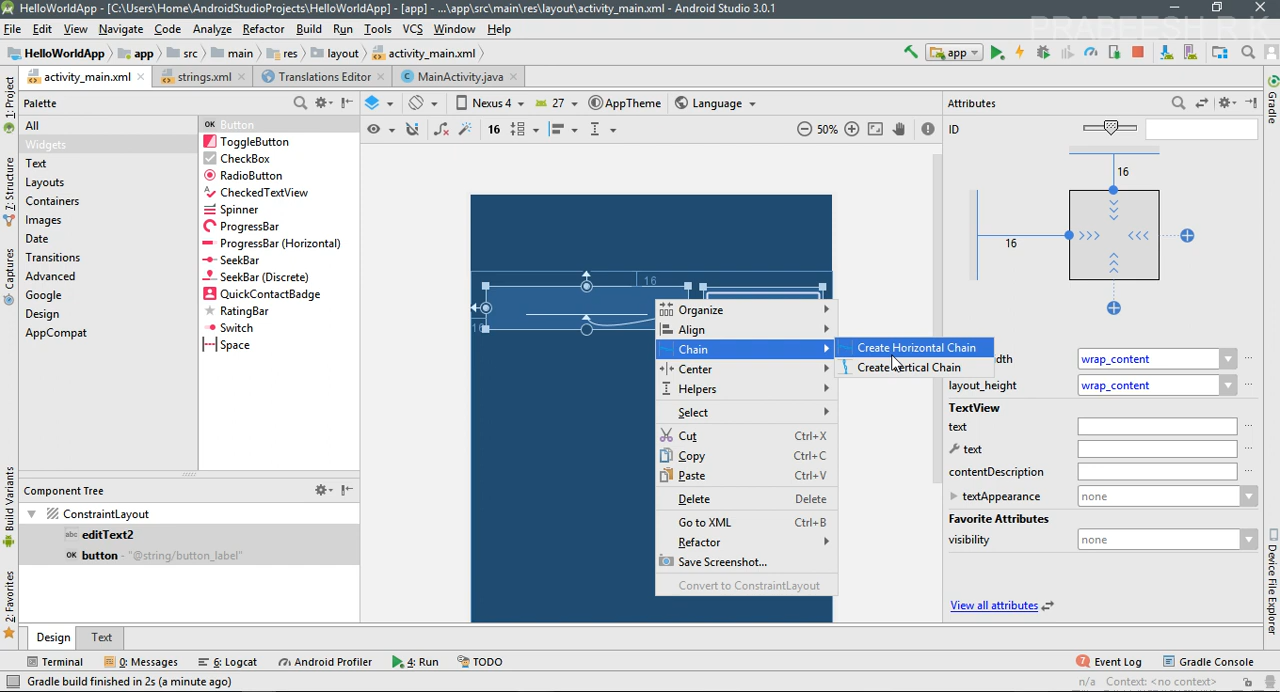 HelloWorldApp - [C:\Users\Home\AndroidStudioProjects\HelloWorldApp] - [app] - ...\app\src\main\res\layout\activity_main.xml - Android Studio 3.0.1
PRABEESH R K
File Edit View Navigate Code Analyze Refactor Build Run Tools VCS Window Help
HelloWorldApp app src main res layout activity_main.xml
app
activity_main.xml strings.xml Translations Editor MainActivity.java
1: Project
7: Structure
Captures
Build Variants
2: Favorites
Palette
All
Widgets
Text
Layouts
Containers
Images
Date
Transitions
Advanced
Google
Design
AppCompat
OK Button
ToggleButton
CheckBox
RadioButton
CheckedTextView
Spinner
ProgressBar
ProgressBar (Horizontal)
SeekBar
SeekBar (Discrete)
QuickContactBadge
RatingBar
Switch
Space
Component Tree
ConstraintLayout
abc editText2
OK button - "@string/button_label"
Nexus 4 27 AppTheme Language
16 50%
16
16
Organize
Align
Chain
Center
Helpers
Select
Cut Ctrl+X
Copy Ctrl+C
Paste Ctrl+V
Delete Delete
Go to XML Ctrl+B
Refactor
Save Screenshot...
Convert to ConstraintLayout
Create Horizontal Chain
Create Vertical Chain
Attributes
ID
16
16
dth wrap_content
layout_height wrap_content
TextView
text
text
contentDescription
textAppearance none
Favorite Attributes
visibility none
View all attributes
Gradle
Device File Explorer
Design Text
Terminal 0: Messages 6: Logcat Android Profiler 4: Run TODO 7 Event Log Gradle Console
Gradle build finished in 2s (a minute ago) n/a Context: <no context>